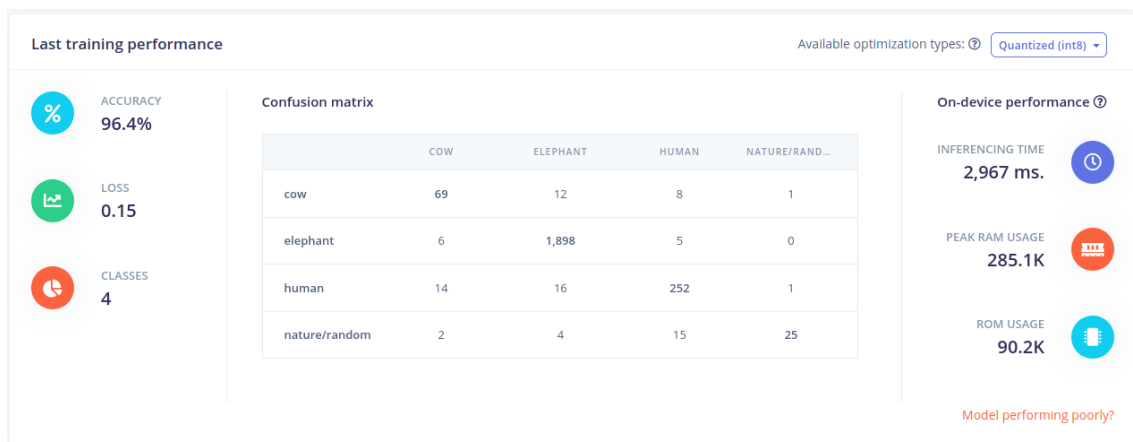 Last training performance
Available optimization types:
Quantized (int8)
%
ACCURACY
96.4%
LOSS
0.15
CLASSES
4
Confusion matrix
COW ELEPHANT HUMAN NATURE/RAND...
cow 69 12 8 1
elephant 6 1,898 5 0
human 14 16 252 1
nature/random 2 4 15 25
On-device performance
INFERENCING TIME
2,967 ms.
PEAK RAM USAGE
285.1K
ROM USAGE
90.2K
Model performing poorly?